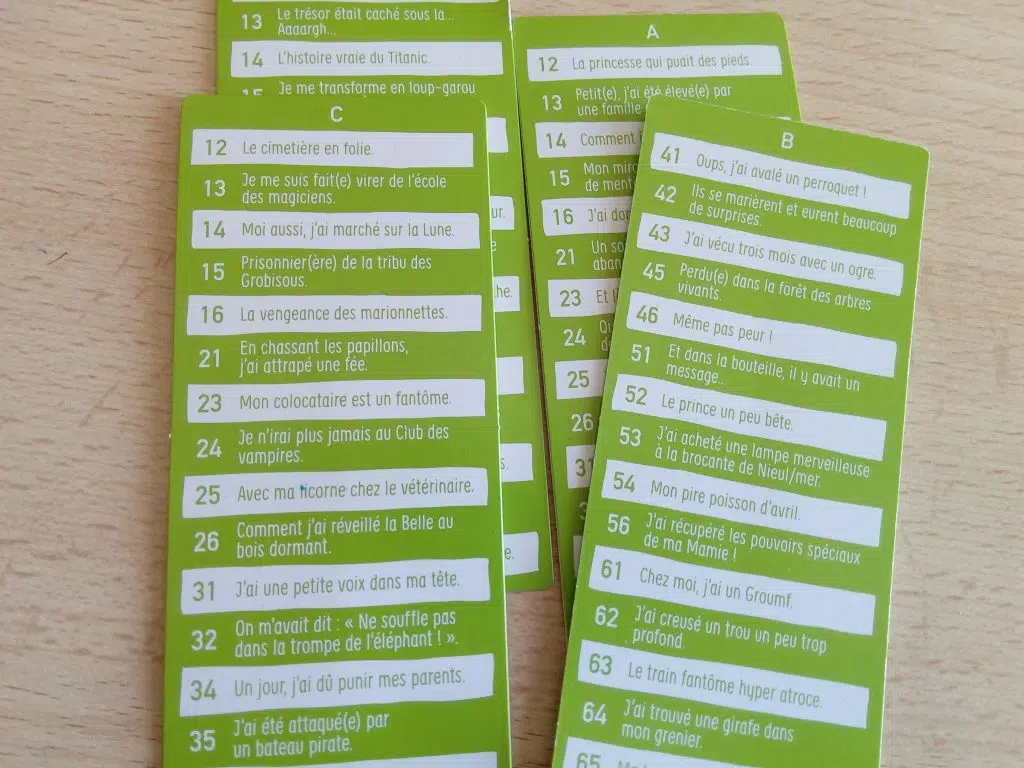 13 Le trésor était caché sous la...
Aaaargh...
14 L'histoire vraie du Titanic.
15 Je me transforme en loup-garou
ur.
he.
s.
e.
A
12 La princesse qui puait des pieds.
13 Petit(e), j'ai été élevé(e) par
une famille
14 Comment
15 Mon
de
16 J'ai
21 Un
23 Et
24
25
26
C
12 Le cimetière en folie.
13 Je me suis fait(e) virer de l'école
des magiciens.
14 Moi aussi, j'ai marché sur la Lune.
15 Prisonnier(ère) de la tribu des
Grobisous.
16 La vengeance des marionnettes.
21 En chassant les papillons,
j'ai attrapé une fée.
23 Mon colocataire est un fantôme.
24 Je n'irai plus jamais au Club des
vampires.
25 Avec ma licorne chez le vétérinaire.
26 Comment j'ai réveillé la Belle au
bois dormant.
31 J'ai une petite voix dans ma tête.
32 On m'avait dit : « Ne souffle pas
dans la trompe de l'éléphant ! ».
34 Un jour, j'ai dû punir mes parents.
35 J'ai été attaqué(e) par
un bateau pirate.
B
41 Oups, j'ai avalé un perroquet !
42 Ils se marièrent et eurent beaucoup
de surprises.
43 J'ai vécu trois mois avec un ogre.
45 Perdu(e) dans la forêt des arbres
vivants.
46 Même pas peur !
51 Et dans la bouteille, il y avait un
message...
52 Le prince un peu bête.
53 J'ai acheté une lampe merveilleuse
à la brocante de Nieul/mer.
54 Mon pire poisson d'avril.
56 J'ai récupéré les pouvoirs spéciaux
de ma Mamie !
61 Chez moi, j'ai un Groumf.
62 J'ai creusé un trou un peu trop
profond.
63 Le train fantôme hyper atroce.
64 J'ai trouvé une girafe dans
mon grenier.
65